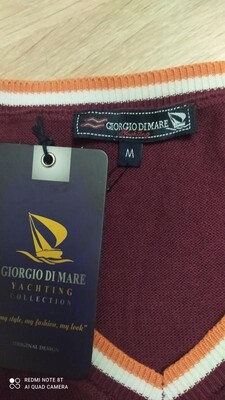 GIORGIO DI MARE
M
GIORGIO DI MARE
YACHTING
COLLECTION
my style, my fashion, my look"
REDMI NOTE 8T
AI QUAD CAMERA